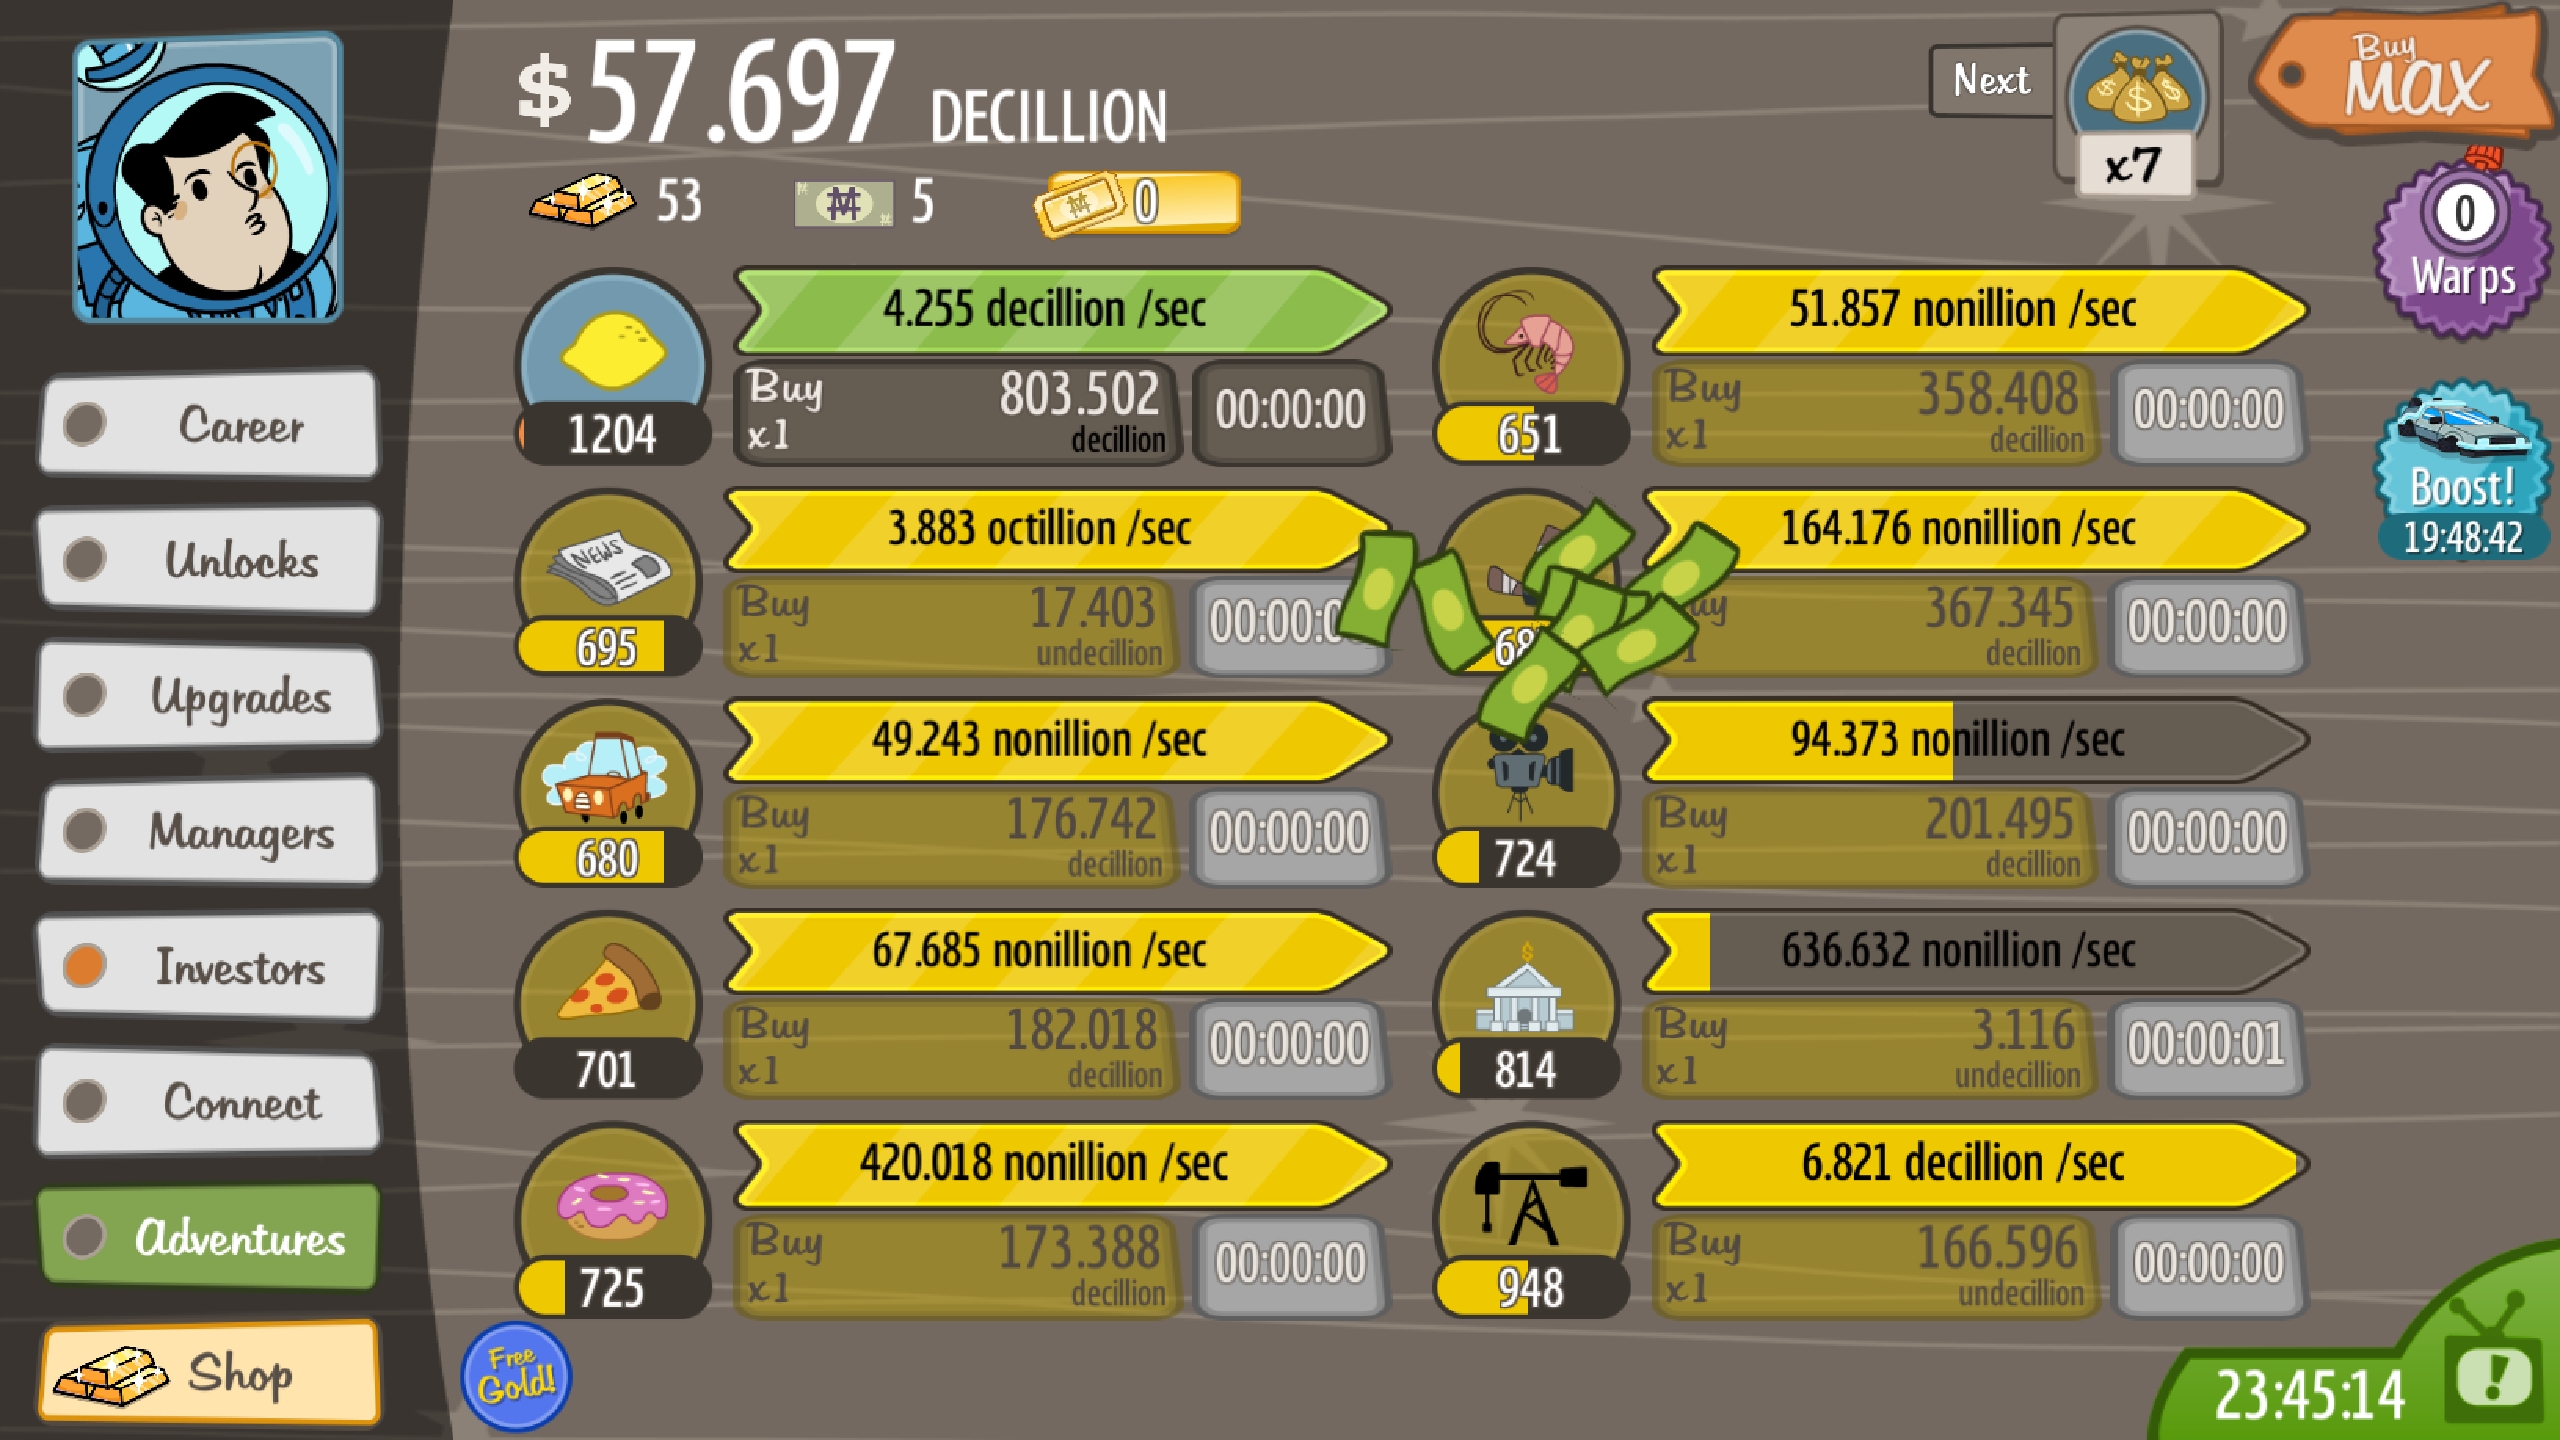 $57.697 DECILLION
Next
x7
Buy
MAX
53
5
0
0
Warps
Boost!
19:48:42
Career
Unlocks
Upgrades
Managers
Investors
Connect
Adventures
Shop
4.255 decillion /sec
1204
Buy
x1
803.502
decillion
00:00:00
51.857 nonillion /sec
651
Buy
x1
358.408
decillion
00:00:00
NEWS
3.883 octillion /sec
695
Buy
x1
17.403
undecillion
164.176 nonillion /sec
367.345
decillion
00:00:00
49.243 nonillion /sec
680
Buy
x1
176.742
decillion
00:00:00
94.373 nonillion /sec
724
Buy
x1
201.495
decillion
00:00:00
67.685 nonillion /sec
701
Buy
x1
182.018
decillion
00:00:00
636.632 nonillion /sec
814
Buy
x1
3.116
undecillion
00:00:01
420.018 nonillion /sec
725
Buy
x1
173.388
decillion
00:00:00
6.821 decillion /sec
948
Buy
x1
166.596
undecillion
00:00:00
Free
Gold!
23:45:14